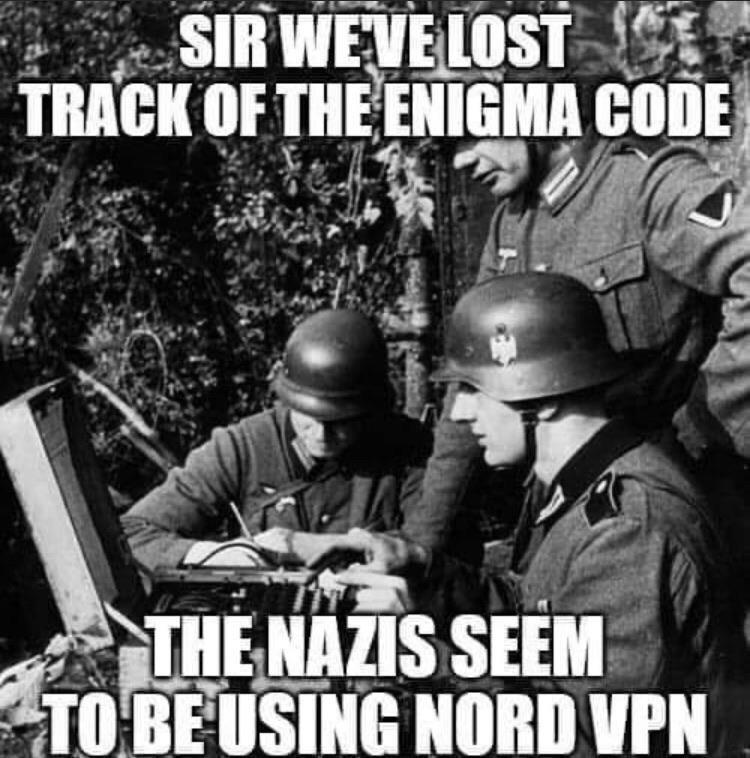 SIR WE'VE LOST
TRACK OF THE ENIGMA CODE
THE NAZIS SEEM
TO BE USING NORD VPN